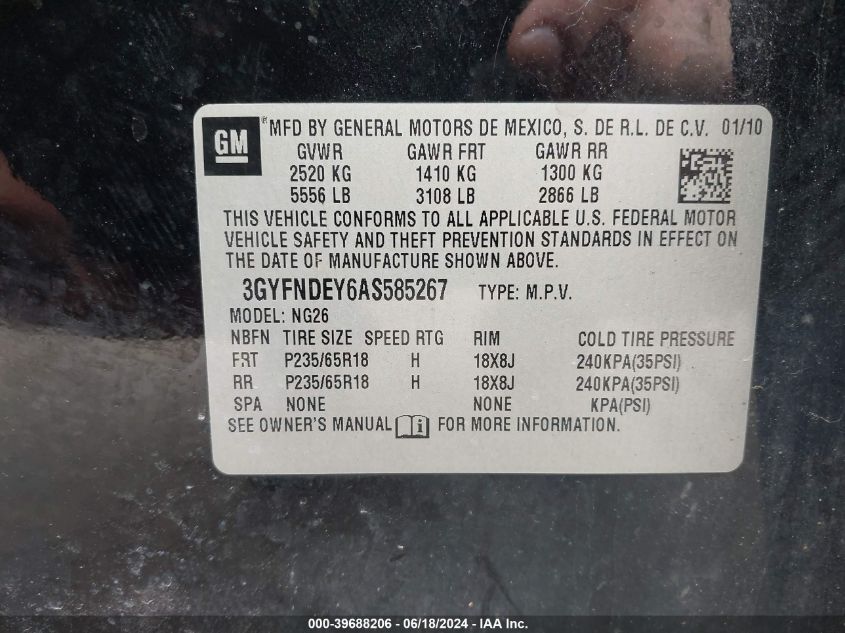 GM ® MFD BY GENERAL MOTORS DE MEXICO, S. DE R.L. DE C.V. 01/10
GVWR GAWR FRT GAWR RR
2520 KG 1410 KG 1300 KG
5556 LB 3108 LB 2866 LB
THIS VEHICLE CONFORMS TO ALL APPLICABLE U.S. FEDERAL MOTOR
VEHICLE SAFETY AND THEFT PREVENTION STANDARDS IN EFFECT ON
THE DATE OF MANUFACTURE SHOWN ABOVE.
3GYFNDEY6AS585267 TYPE: M.P.V.
MODEL: NG26
NBFN TIRE SIZE SPEED RTG RIM COLD TIRE PRESSURE
FRT P235/65R18 H 18X8J 240KPA(35PSI)
RR P235/65R18 H 18X8J 240KPA(35PSI)
SPA NONE NONE KPA(PSI)
SEE OWNER'S MANUAL i FOR MORE INFORMATION.
000-39688206 - 06/18/2024 - IAA Inc.